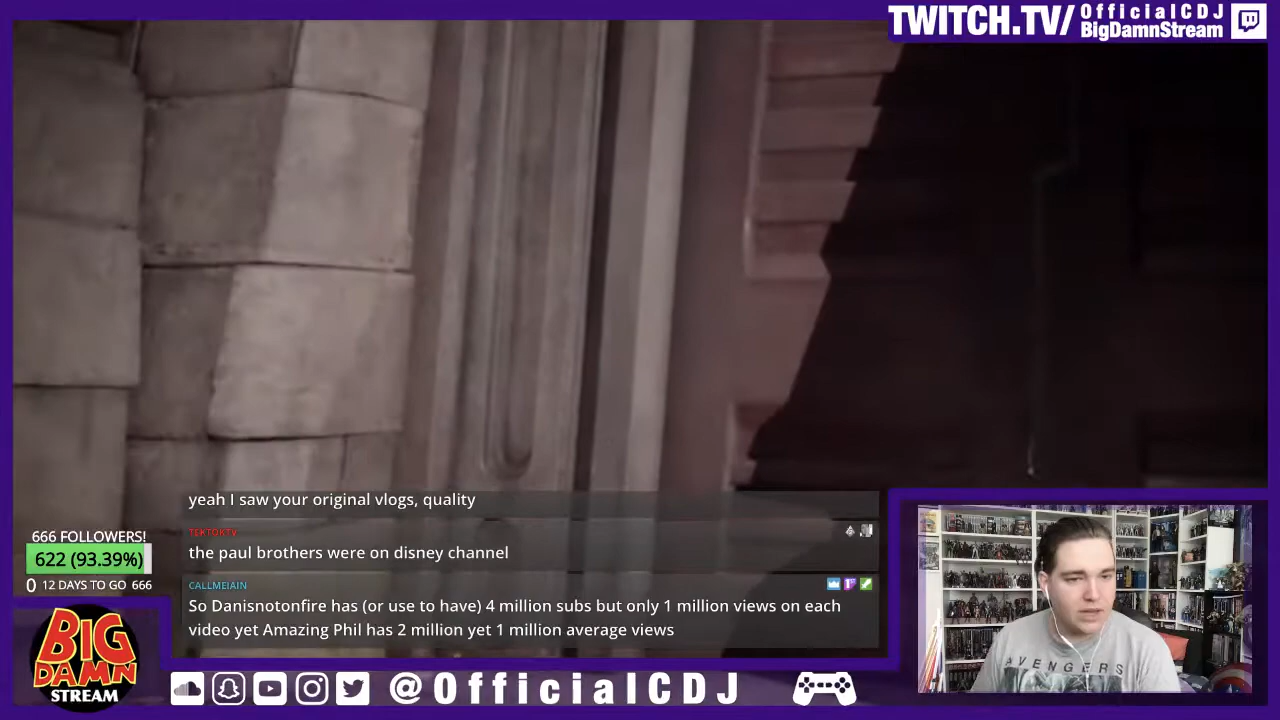 TWITCH.TV/ OfficialCDJ
BigDamnStream
yeah I saw your original vlogs, quality
TEKTOKTV
the paul brothers were on disney channel
CALLMEIAIN
So Danisnotonfire has (or use to have) 4 million subs but only 1 million views on each
video yet Amazing Phil has 2 million yet 1 million average views
666 FOLLOWERS!
622 (93.39%)
0 12 DAYS TO GO 666
BIG
DAMN
STREAM
@OfficialCDJ
AVENGERS